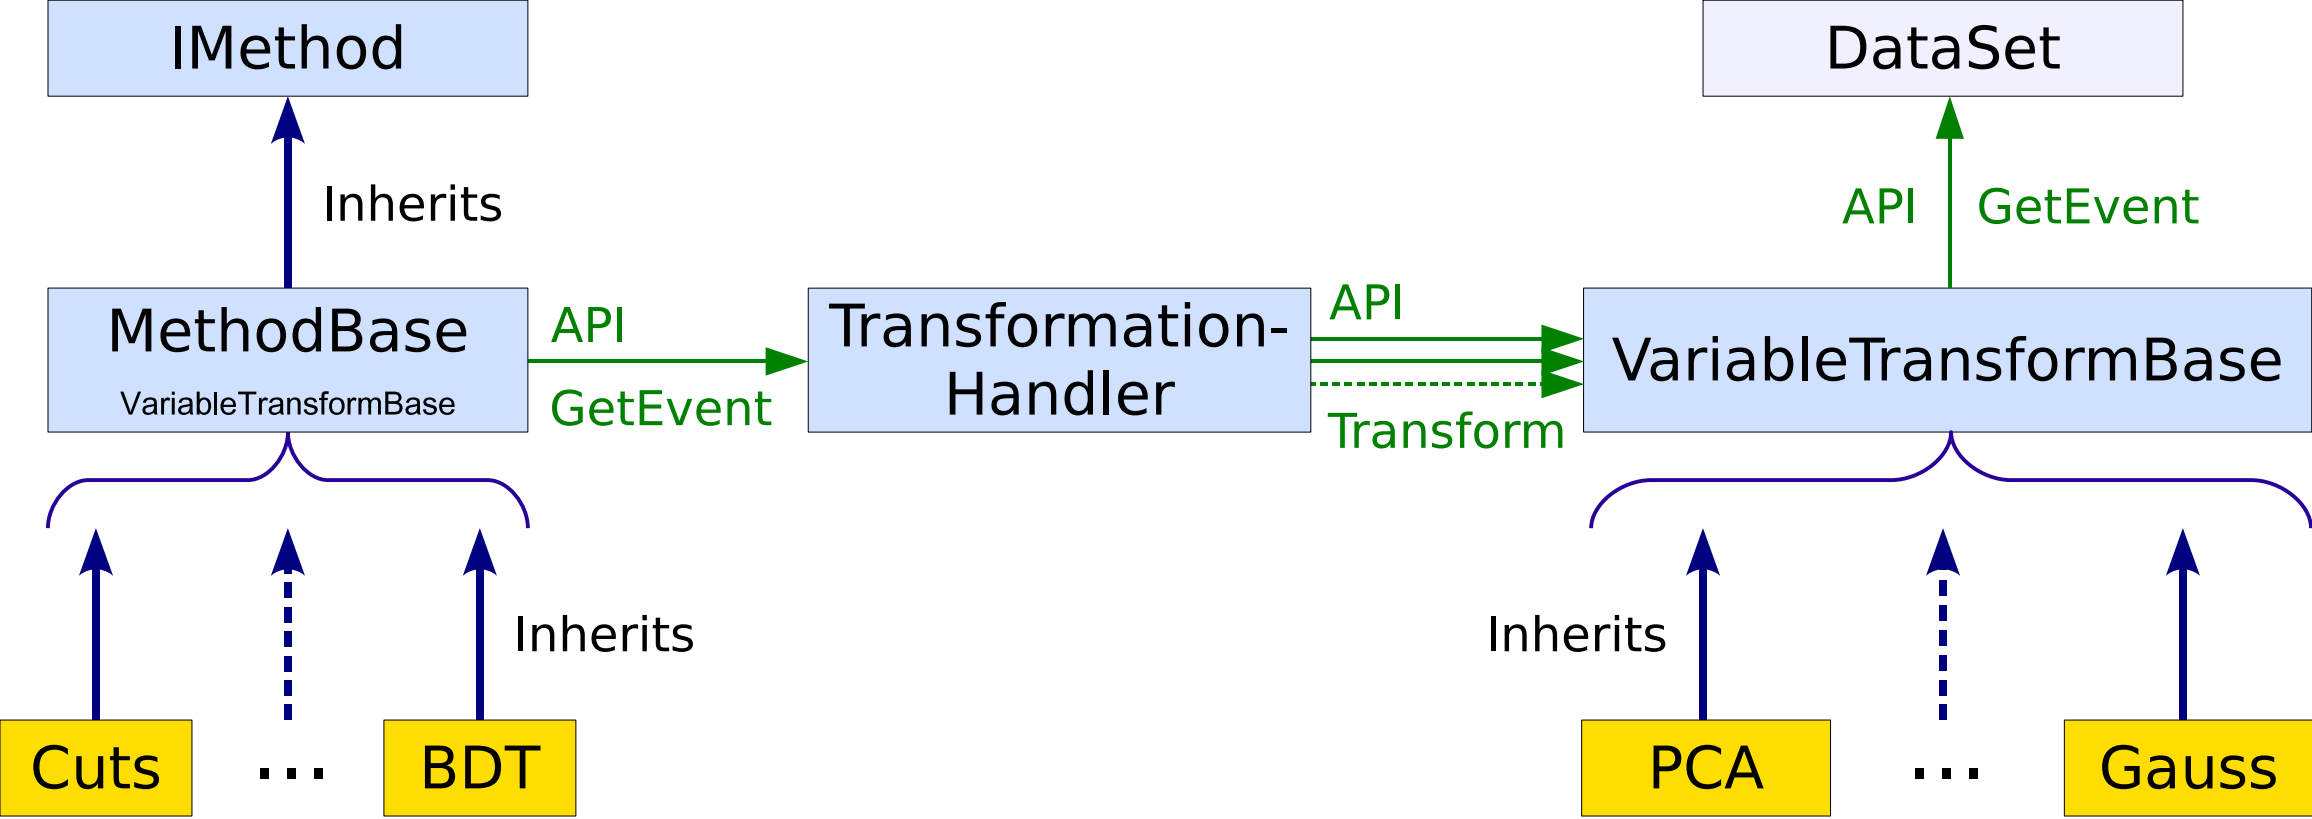 IMethod
DataSet
Inherits
API
GetEvent
MethodBase
VariableTransformBase
API
GetEvent
Transformation-
Handler
API
Transform
VariableTransformBase
Inherits
Inherits
Cuts
...
BDT
PCA
...
Gauss